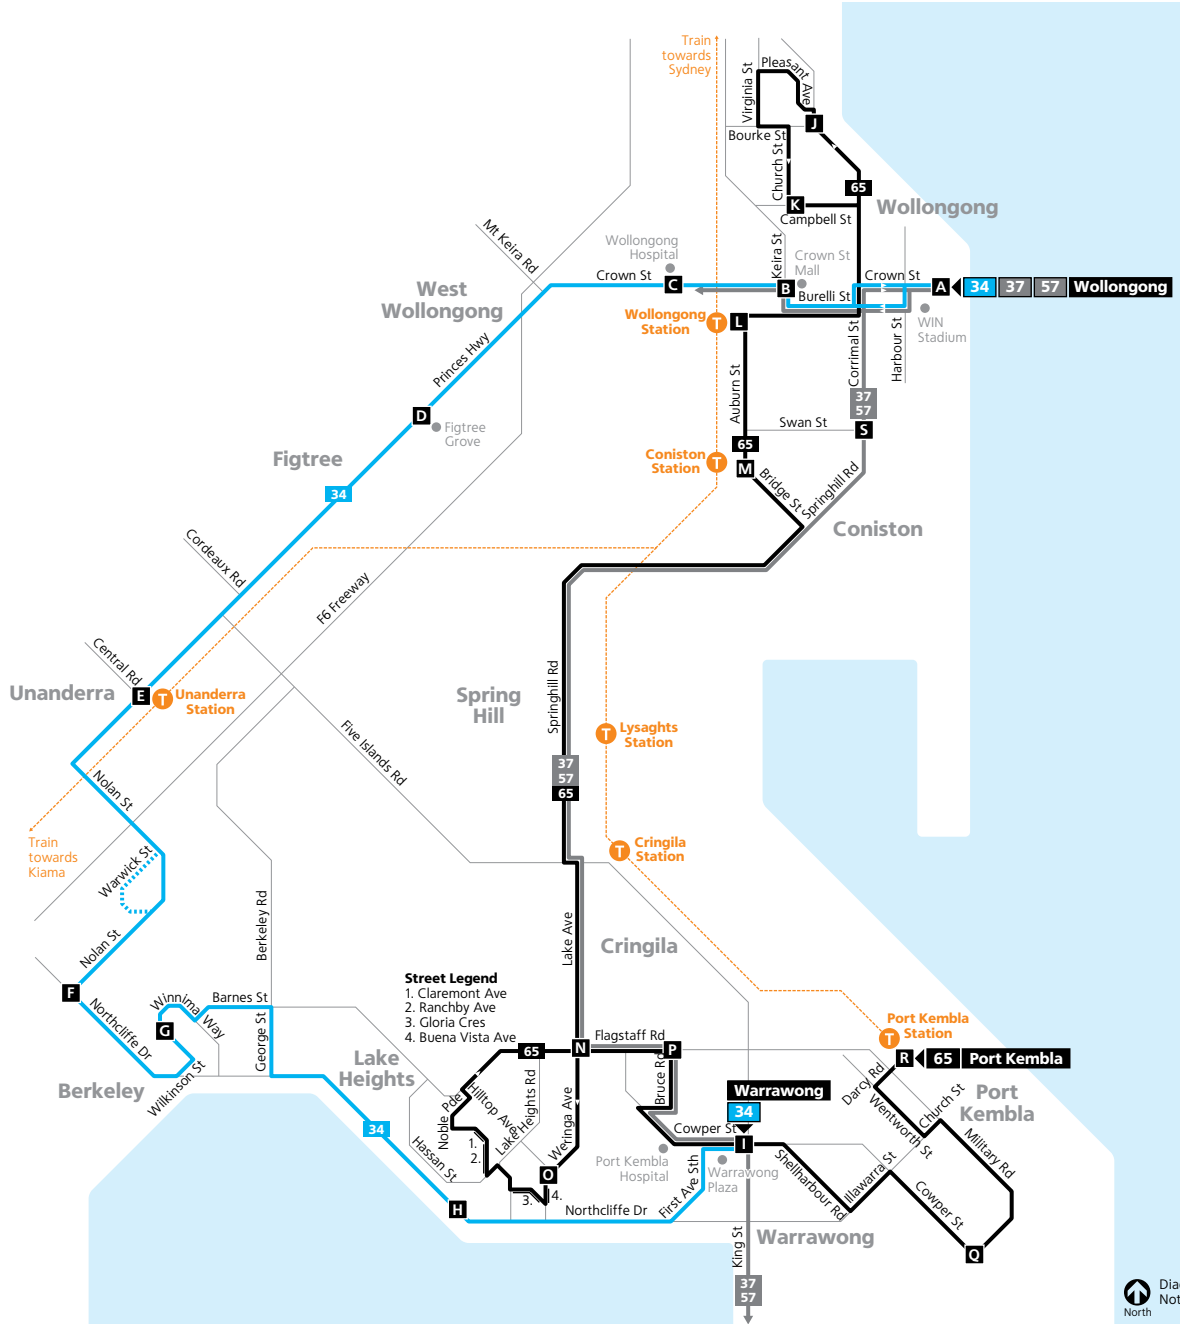 Train
towards
Sydney
Virginia St
Pleasant Ave
J
Bourke St
Church St
65
K
Campbell St
Wollongong
Mt Keira Rd
Wollongong
Hospital
Keira St
Crown St
Mall
Crown St
C
B
Burelli St
Crown St
A
34
37
57
Wollongong
West
Wollongong
Wollongong
Station
T
L
Corrimal St
Harbour St
WIN
Stadium
Princes Hwy
Auburn St
37
57
D
Figtree
Grove
Swan St
S
Figtree
65
Coniston
Station
T
M
Bridge St
Springhill Rd
34
Coniston
Cordeaux Rd
F6 Freeway
Central Rd
Unanderra
E
T
Unanderra
Station
Spring
Hill
Springhill Rd
T
Lysaghts
Station
Five Islands Rd
Nolan St
37
57
65
Train
towards
Kiama
Warwick St
T
Cringila
Station
Berkeley Rd
Lake Ave
Cringila
Nolan St
Street Legend
1. Claremont Ave
2. Ranchby Ave
3. Gloria Cres
4. Buena Vista Ave
F
Northcliffe Dr
Winnima Way
Barnes St
G
George St
Port Kembla
Station
T
Flagstaff Rd
65
N
P
R
65
Port Kembla
Berkeley
Wilkinson St
Lake
Heights
Noble Pde
Hilltop Ave
Lake Heights Rd
Weringa Ave
Bruce Rd
Warrawong
34
Darcy Rd
Wentworth St
Church St
Port
Kembla
34
Hassan St
1.
2.
Cowper St
I
Military Rd
Port Kembla
Hospital
Warrawong
Plaza
Shellharbour Rd
Illawarra St
O
3.
4.
First Ave Sth
Cowper St
H
Northcliffe Dr
Warrawong
King St
Q
37
57
North
Dia
Not